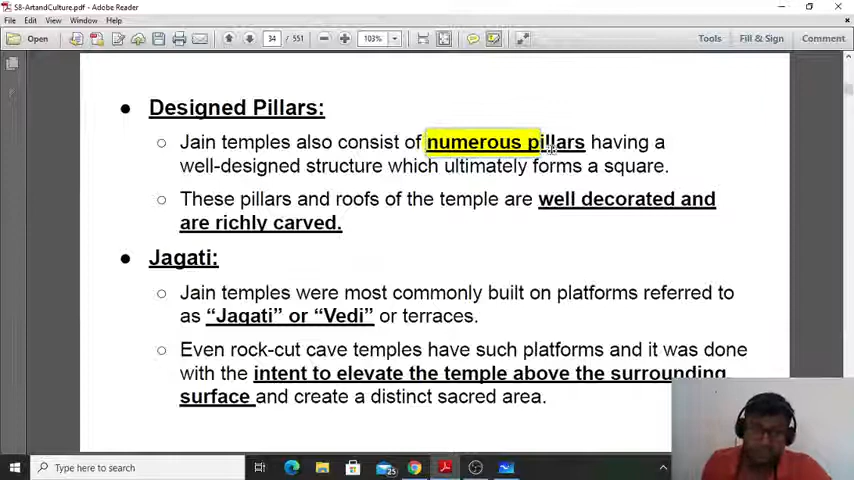 S8-ArtandCulture.pdf - Adobe Reader
File Edit View Window Help
Open 34 / 551 103% Tools Fill & Sign Comment
● Designed Pillars:
○ Jain temples also consist of numerous pillars having a
well-designed structure which ultimately forms a square.
○ These pillars and roofs of the temple are well decorated and
are richly carved.
● Jagati:
○ Jain temples were most commonly built on platforms referred to
as “Jagati” or “Vedi” or terraces.
○ Even rock-cut cave temples have such platforms and it was done
with the intent to elevate the temple above the surrounding
surface and create a distinct sacred area.
Type here to search 25